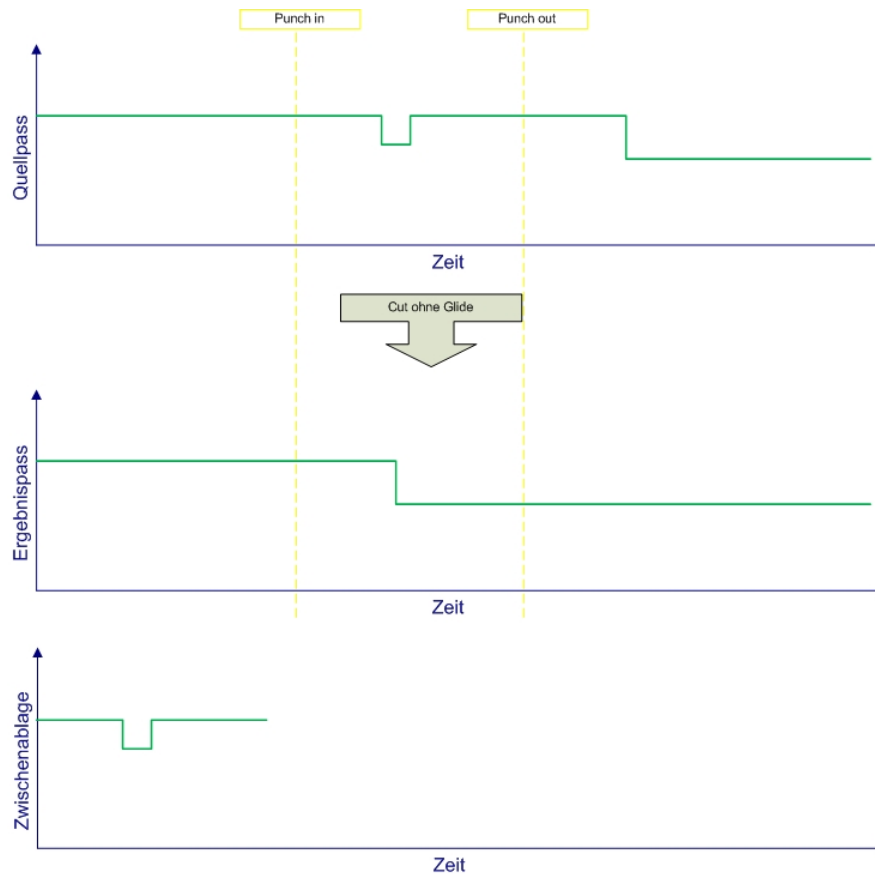 Punch in
Punch out
Quellpass
Zeit
Cut ohne Glide
Ergebnispass
Zeit
Zwischenablage
Zeit